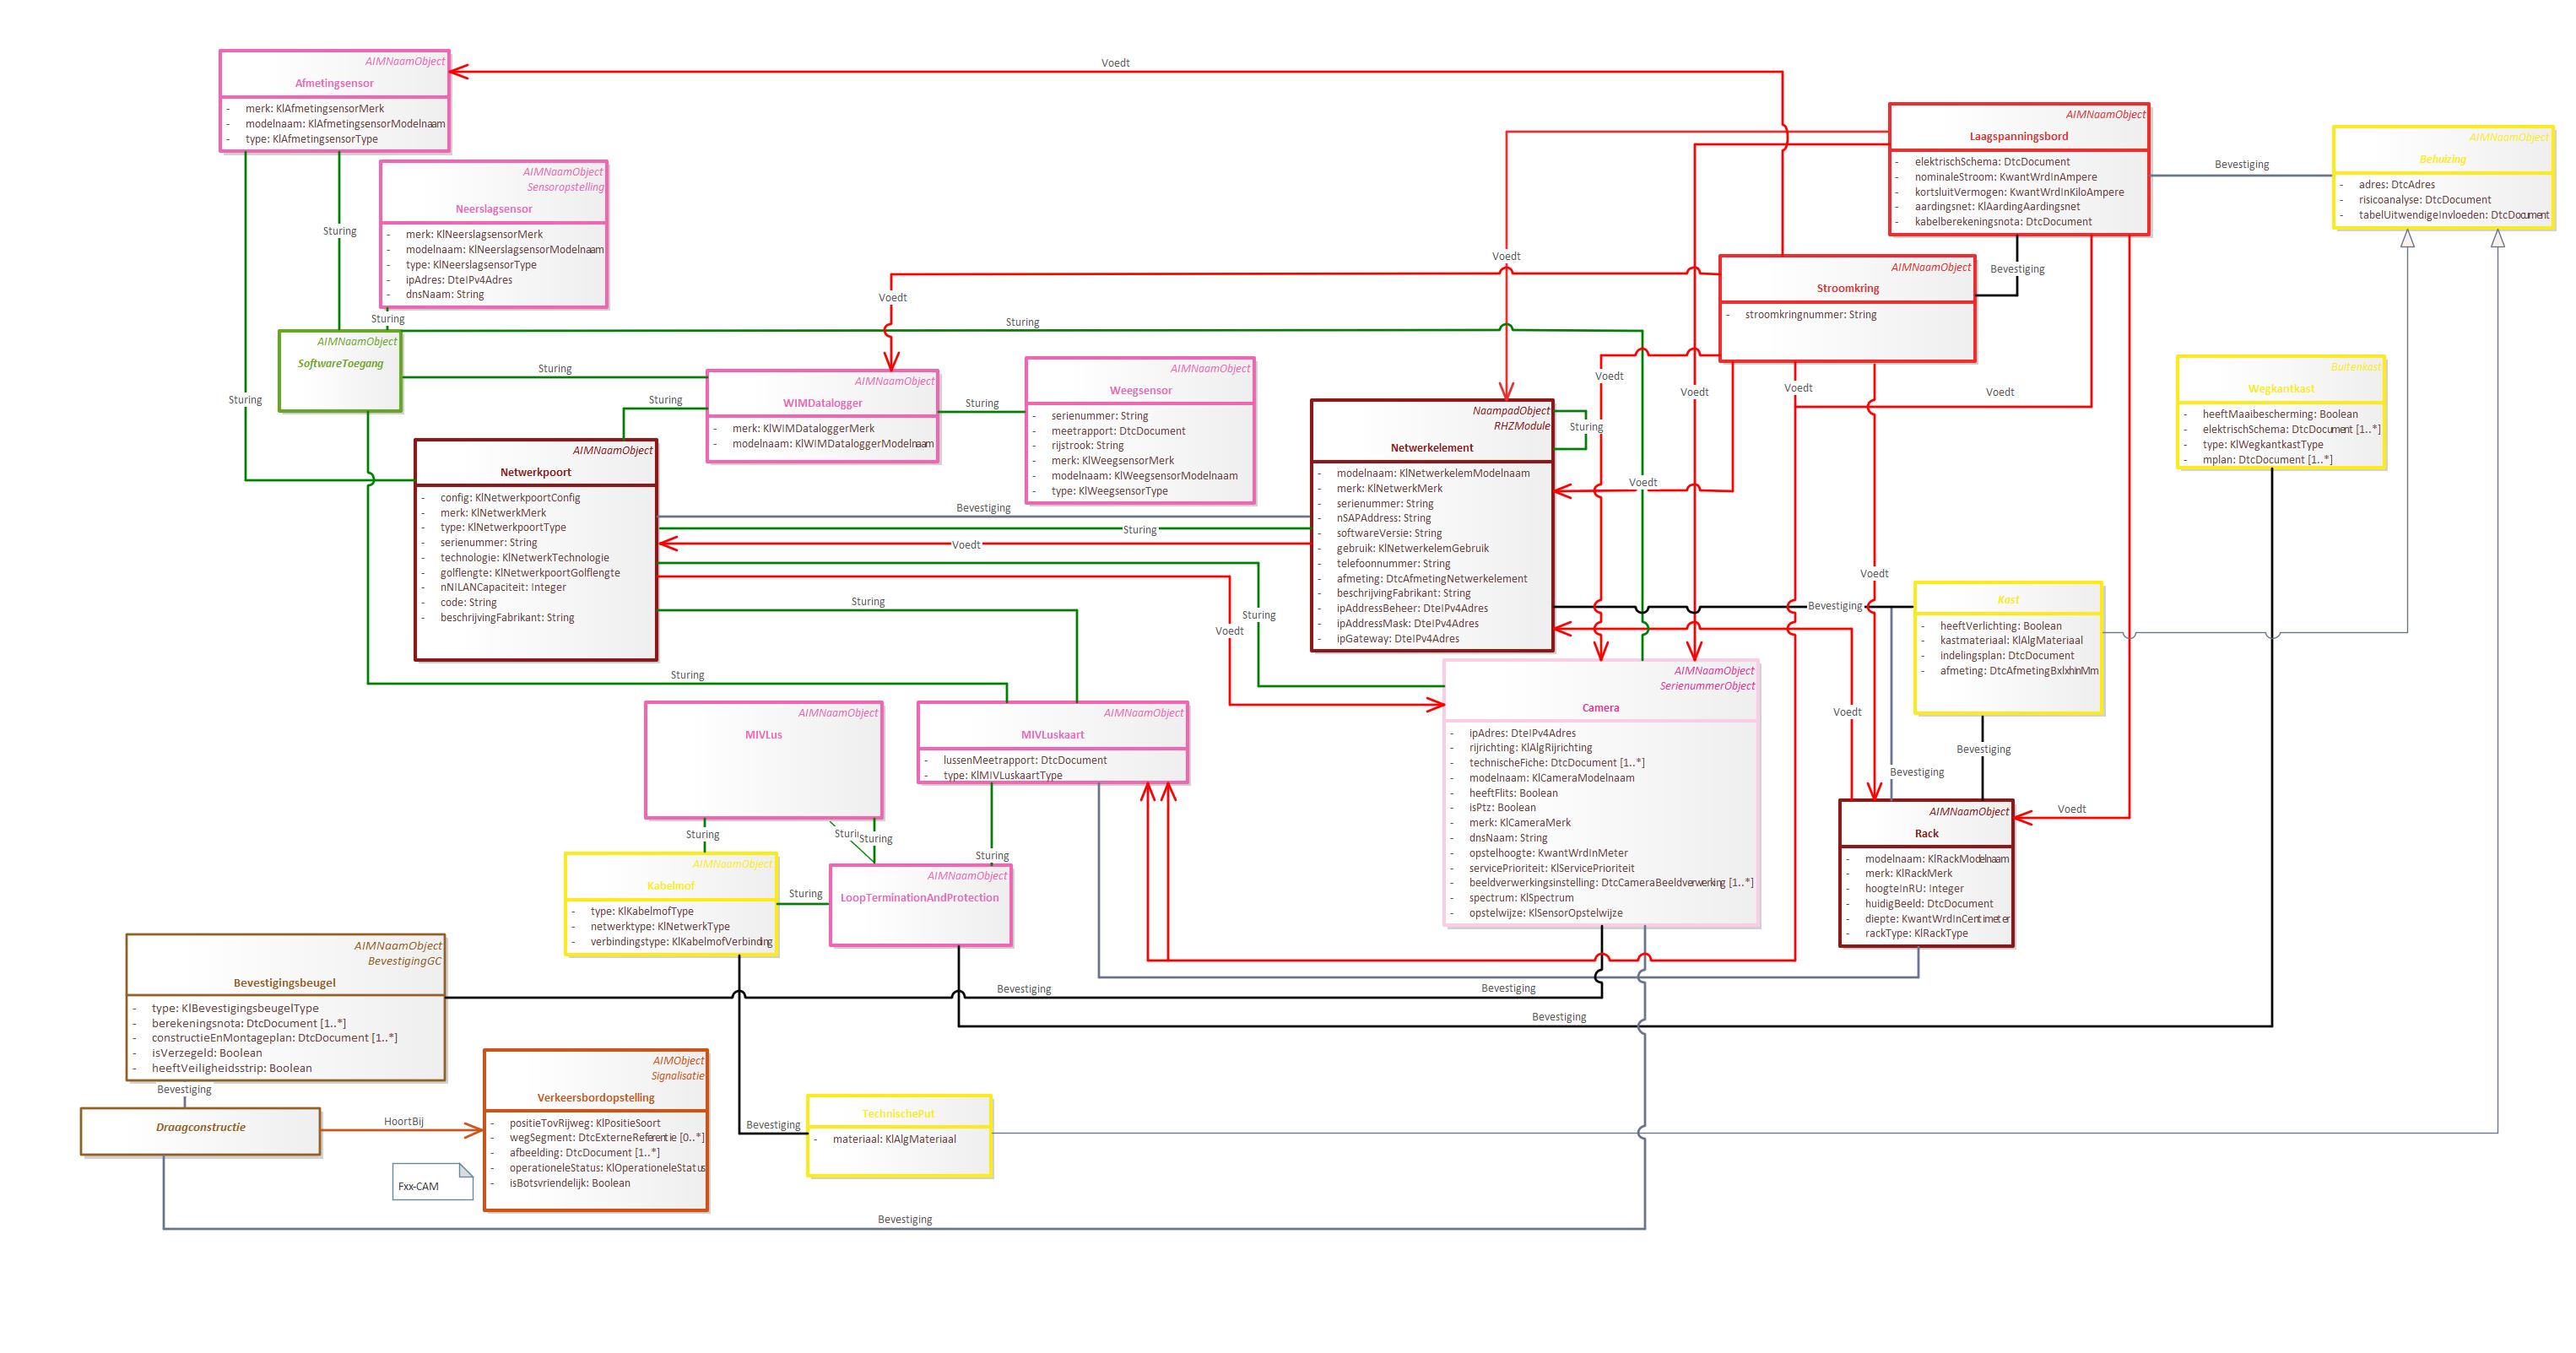 AIMNaamObject
Afmetingsensor
- merk: KlAfmetingsensorMerk
- modelnaam: KlAfmetingsensorModelnaam
- type: KlAfmetingsensorType
Voedt
AIMNaamObject
Laagspanningsbord
- elektrischSchema: DtcDocument
- nominaleStroom: KwantWrdInAmpere
- kortsluitVermogen: KwantWrdInKiloAmpere
- aardingsnet: KlAardingAardingsnet
- kabelberekeningsnota: DtcDocument
Bevestiging
AIMNaamObject
Behuizing
- adres: DtcAdres
- risicoanalyse: DtcDocument
- tabelUitwendigeInvloeden: DtcDocument
AIMNaamObject
Sensoropstelling
Neerslagsensor
- merk: KlNeerslagsensorMerk
- modelnaam: KlNeerslagsensorModelnaam
- type: KlNeerslagsensorType
- ipAdres: DteIPv4Adres
- dnsNaam: String
Sturing
Sturing
Voedt
Voedt
Bevestiging
AIMNaamObject
Stroomkring
- stroomkringnummer: String
AIMNaamObject
SoftwareToegang
Sturing
Sturing
Sturing
Sturing
Sturing
AIMNaamObject
WIMDatalogger
- merk: KlWIMDataloggerMerk
- modelnaam: KlWIMDataloggerModelnaam
AIMNaamObject
Weegsensor
- serienummer: String
- meetrapport: DtcDocument
- rijstrook: String
- merk: KlWeegsensorMerk
- modelnaam: KlWeegsensorModelnaam
- type: KlWeegsensorType
Voedt
Voedt
Voedt
Voedt
Buitenkast
Wegkantkast
- heeftMaaibescherming: Boolean
- elektrischSchema: DtcDocument [1..*]
- type: KlWegkantkastType
- mplan: DtcDocument [1..*]
AIMNaamObject
Netwerkpoort
- config: KlNetwerkpoortConfig
- merk: KlNetwerkMerk
- type: KlNetwerkpoortType
- serienummer: String
- technologie: KlNetwerkTechnologie
- golflengte: KlNetwerkpoortGolflengte
- nNILANCapaciteit: Integer
- code: String
- beschrijvingFabrikant: String
Bevestiging
Sturing
Voedt
Sturing
Sturing
Voedt
NaampadObject
RHZModule
Netwerkelement
- modelnaam: KlNetwerkelemModelnaam
- merk: KlNetwerkMerk
- serienummer: String
- nSAPAddress: String
- softwareVersie: String
- gebruik: KlNetwerkelemGebruik
- telefoonnummer: String
- afmeting: DtcAfmetingNetwerkelement
- beschrijvingFabrikant: String
- ipAddressBeheer: DteIPv4Adres
- ipAddressMask: DteIPv4Adres
- ipGateway: DteIPv4Adres
Sturing
Voedt
Voedt
Bevestiging
Kast
- heeftVerlichting: Boolean
- kastmateriaal: KlAlgMateriaal
- indelingsplan: DtcDocument
- afmeting: DtcAfmetingBxlxhInMm
Voedt
Bevestiging
Bevestiging
Voedt
Sturing
AIMNaamObject
MIVLus
AIMNaamObject
MIVLuskaart
- lussenMeetrapport: DtcDocument
- type: KlMIVLuskaartType
AIMNaamObject
SerienummerObject
Camera
- ipAdres: DteIPv4Adres
- rijrichting: KlAlgRijrichting
- technischeFiche: DtcDocument [1..*]
- modelnaam: KlCameraModelnaam
- heeftFlits: Boolean
- isPtz: Boolean
- merk: KlCameraMerk
- dnsNaam: String
- opstelhoogte: KwantWrdInMeter
- servicePrioriteit: KlServicePrioriteit
- beeldverwerkingsinstelling: DtcCameraBeeldverwerking [1..*]
- spectrum: KlSpectrum
- opstelwijze: KlSensorOpstelwijze
AIMNaamObject
Rack
- modelnaam: KlRackModelnaam
- merk: KlRackMerk
- hoogteInRU: Integer
- huidigBeeld: DtcDocument
- diepte: KwantWrdInCentimeter
- rackType: KlRackType
Sturing
Sturing
Sturing
Sturing
AIMNaamObject
Kabelmof
- type: KlKabelmofType
- netwerktype: KlNetwerkType
- verbindingstype: KlKabelmofVerbinding
Sturing
AIMNaamObject
LoopTerminationAndProtection
AIMNaamObject
BevestigingGC
Bevestigingsbeugel
- type: KlBevestigingsbeugelType
- berekeningsnota: DtcDocument [1..*]
- constructieEnMontageplan: DtcDocument [1..*]
- isVerzegeld: Boolean
- heeftVeiligheidsstrip: Boolean
Bevestiging
Bevestiging
Bevestiging
Bevestiging
Draagconstructie
HoortBij
Fxx-CAM
AIMObject
Signalisatie
Verkeersbordopstelling
- positieTovRijweg: KlPositieSoort
- wegSegment: DtcExterneReferentie [0..*]
- afbeelding: DtcDocument [1..*]
- operationeleStatus: KlOperationeleStatus
- isBotsvriendelijk: Boolean
Bevestiging
TechnischePut
- materiaal: KlAlgMateriaal
Bevestiging